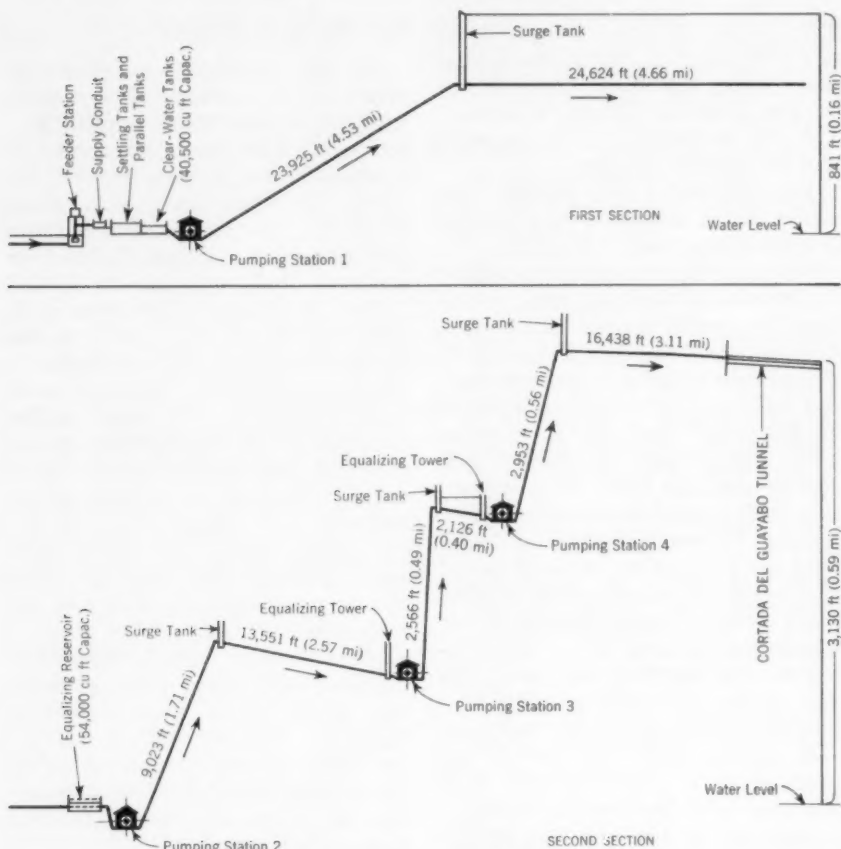 Surge Tank
24,624 ft (4.66 mi)
841 ft (0.16 mi)
Feeder Station
Supply Conduit
Settling Tanks and
Parallel Tanks
Clear-Water Tanks
(40,500 cu ft Capac.)
23,925 ft (4.53 mi)
FIRST SECTION
Water Level
Pumping Station 1
Surge Tank
16,438 ft (3.11 mi)
2,953 ft (0.56 mi)
CORTADA DEL GUAYABO TUNNEL
3,130 ft (0.59 mi)
Equalizing Tower
Surge Tank
2,126 ft
(0.40 mi)
Pumping Station 4
2,566 ft (0.49 mi)
Equalizing Tower
Surge Tank
13,551 ft (2.57 mi)
Pumping Station 3
Equalizing Reservoir
(54,000 cu ft Capac.)
9,023 ft (1.71 mi)
Water Level
Pumping Station 2
SECOND SECTION